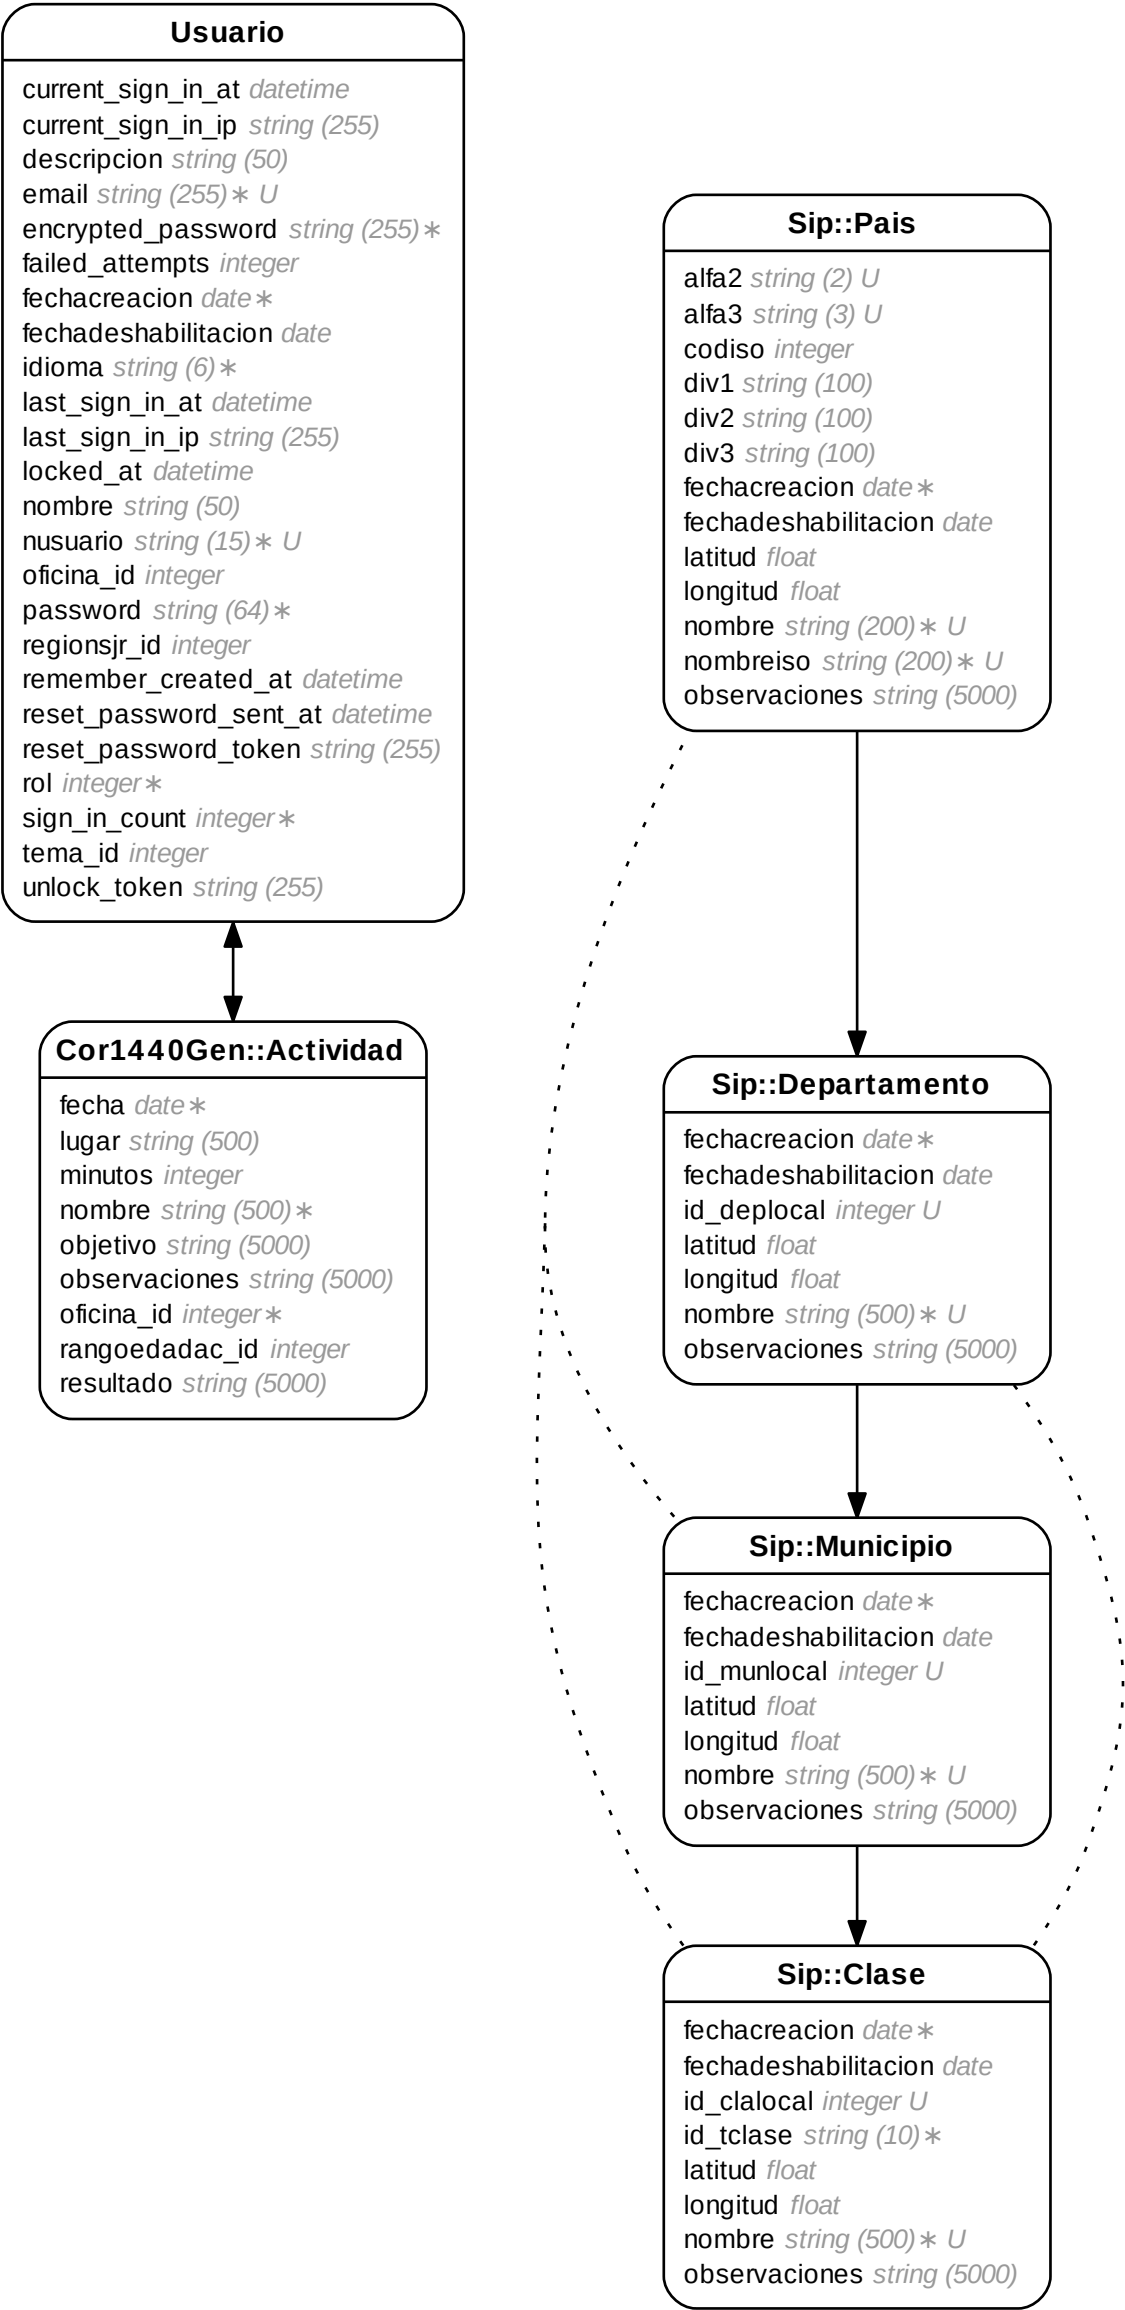 Usuario
current_sign_in_at datetime
current_sign_in_ip string (255)
descripcion string (50)
email string (255)∗ U
encrypted_password string (255)∗
failed_attempts integer
fechacreacion date∗
fechadeshabilitacion date
idioma string (6)∗
last_sign_in_at datetime
last_sign_in_ip string (255)
locked_at datetime
nombre string (50)
nusuario string (15)∗ U
oficina_id integer
password string (64)∗
regionsjr_id integer
remember_created_at datetime
reset_password_sent_at datetime
reset_password_token string (255)
rol integer∗
sign_in_count integer∗
tema_id integer
unlock_token string (255)
Cor1440Gen::Actividad
fecha date∗
lugar string (500)
minutos integer
nombre string (500)∗
objetivo string (5000)
observaciones string (5000)
oficina_id integer∗
rangoedadac_id integer
resultado string (5000)
Sip::Pais
alfa2 string (2) U
alfa3 string (3) U
codiso integer
div1 string (100)
div2 string (100)
div3 string (100)
fechacreacion date∗
fechadeshabilitacion date
latitud float
longitud float
nombre string (200)∗ U
nombreiso string (200)∗ U
observaciones string (5000)
Sip::Departamento
fechacreacion date∗
fechadeshabilitacion date
id_deplocal integer U
latitud float
longitud float
nombre string (500)∗ U
observaciones string (5000)
Sip::Municipio
fechacreacion date∗
fechadeshabilitacion date
id_munlocal integer U
latitud float
longitud float
nombre string (500)∗ U
observaciones string (5000)
Sip::Clase
fechacreacion date∗
fechadeshabilitacion date
id_clalocal integer U
id_tclase string (10)∗
latitud float
longitud float
nombre string (500)∗ U
observaciones string (5000)